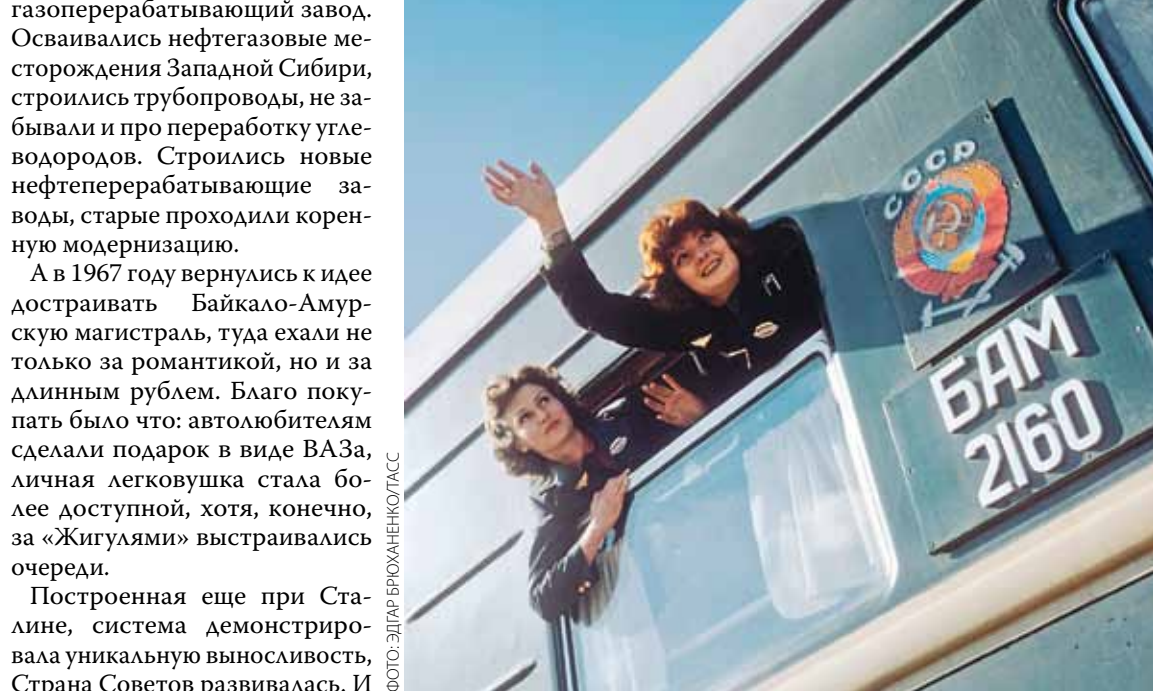 газоперерабатывающий завод.
Осваивались нефтегазовые ме-
сторождения Западной Сибири,
строились трубопроводы, не за-
бывали и про переработку угле-
водородов. Строились новые
нефтеперерабатывающие за-
воды, старые проходили корен-
ную модернизацию.
А в 1967 году вернулись к идее
достраивать Байкало-Амур-
скую магистраль, туда ехали не
только за романтикой, но и за
длинным рублем. Благо поку-
пать было что: автолюбителям
сделали подарок в виде ВАЗа,
личная легковушка стала бо-
лее доступной, хотя, конечно,
за «Жигулями» выстраивались
очереди.
Построенная еще при Ста-
лине, система демонстриро-
вала уникальную выносливость,
Страна Советов развивалась. И
ФОТО: ЭДГАР БРЮХАНЕНКО/ТАСС
СССР
БАМ
2160